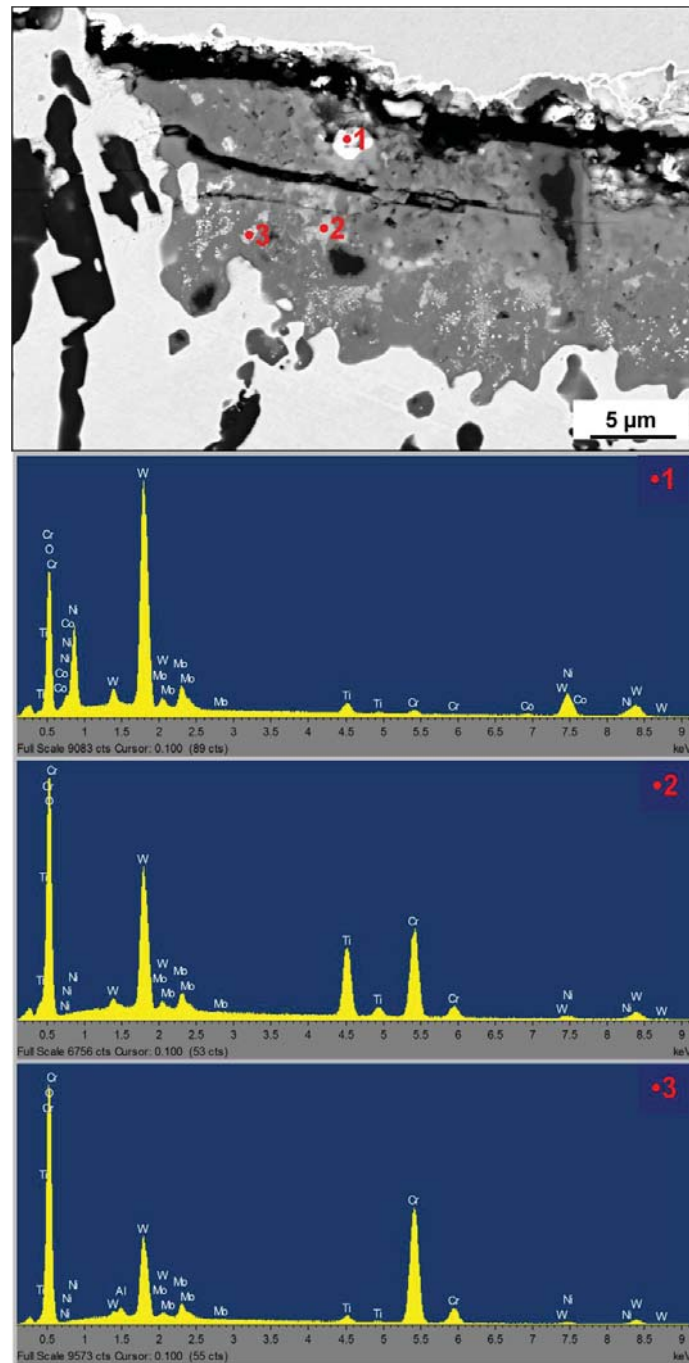 1
3 2
5 µm
•1
W
Cr
O
Cr
Ni
Co
Ti
Ni
Ni
Co
Co
Ti
W
W
Mo
Mo
Mo
Mo
Ti
Ti
Cr
Cr
Co
Ni
Co
W
Ni
W
W
0.5 1 1.5 2 2.5 3 3.5 4 4.5 5 5.5 6 6.5 7 7.5 8 8.5 9
Full Scale 9083 cts Cursor: 0.100 (89 cts) keV
•2
Cr
Cr
O
W
Ti
Ti
Ni
Ni
Ni
W
W
Mo
Mo
Mo
Mo
Ti
Ti
Cr
Cr
Ni
W
Ni
W
W
0.5 1 1.5 2 2.5 3 3.5 4 4.5 5 5.5 6 6.5 7 7.5 8 8.5 9
Full Scale 6756 cts Cursor: 0.100 (53 cts) keV
•3
Cr
O
Cr
Ti
Ti
Ni
Ni
Ni
W
Al
W
W
Mo
Mo
Mo
Mo
Ti
Ti
Cr
Cr
Ni
W
Ni
W
W
0.5 1 1.5 2 2.5 3 3.5 4 4.5 5 5.5 6 6.5 7 7.5 8 8.5 9
Full Scale 9573 cts Cursor: 0.100 (55 cts) keV